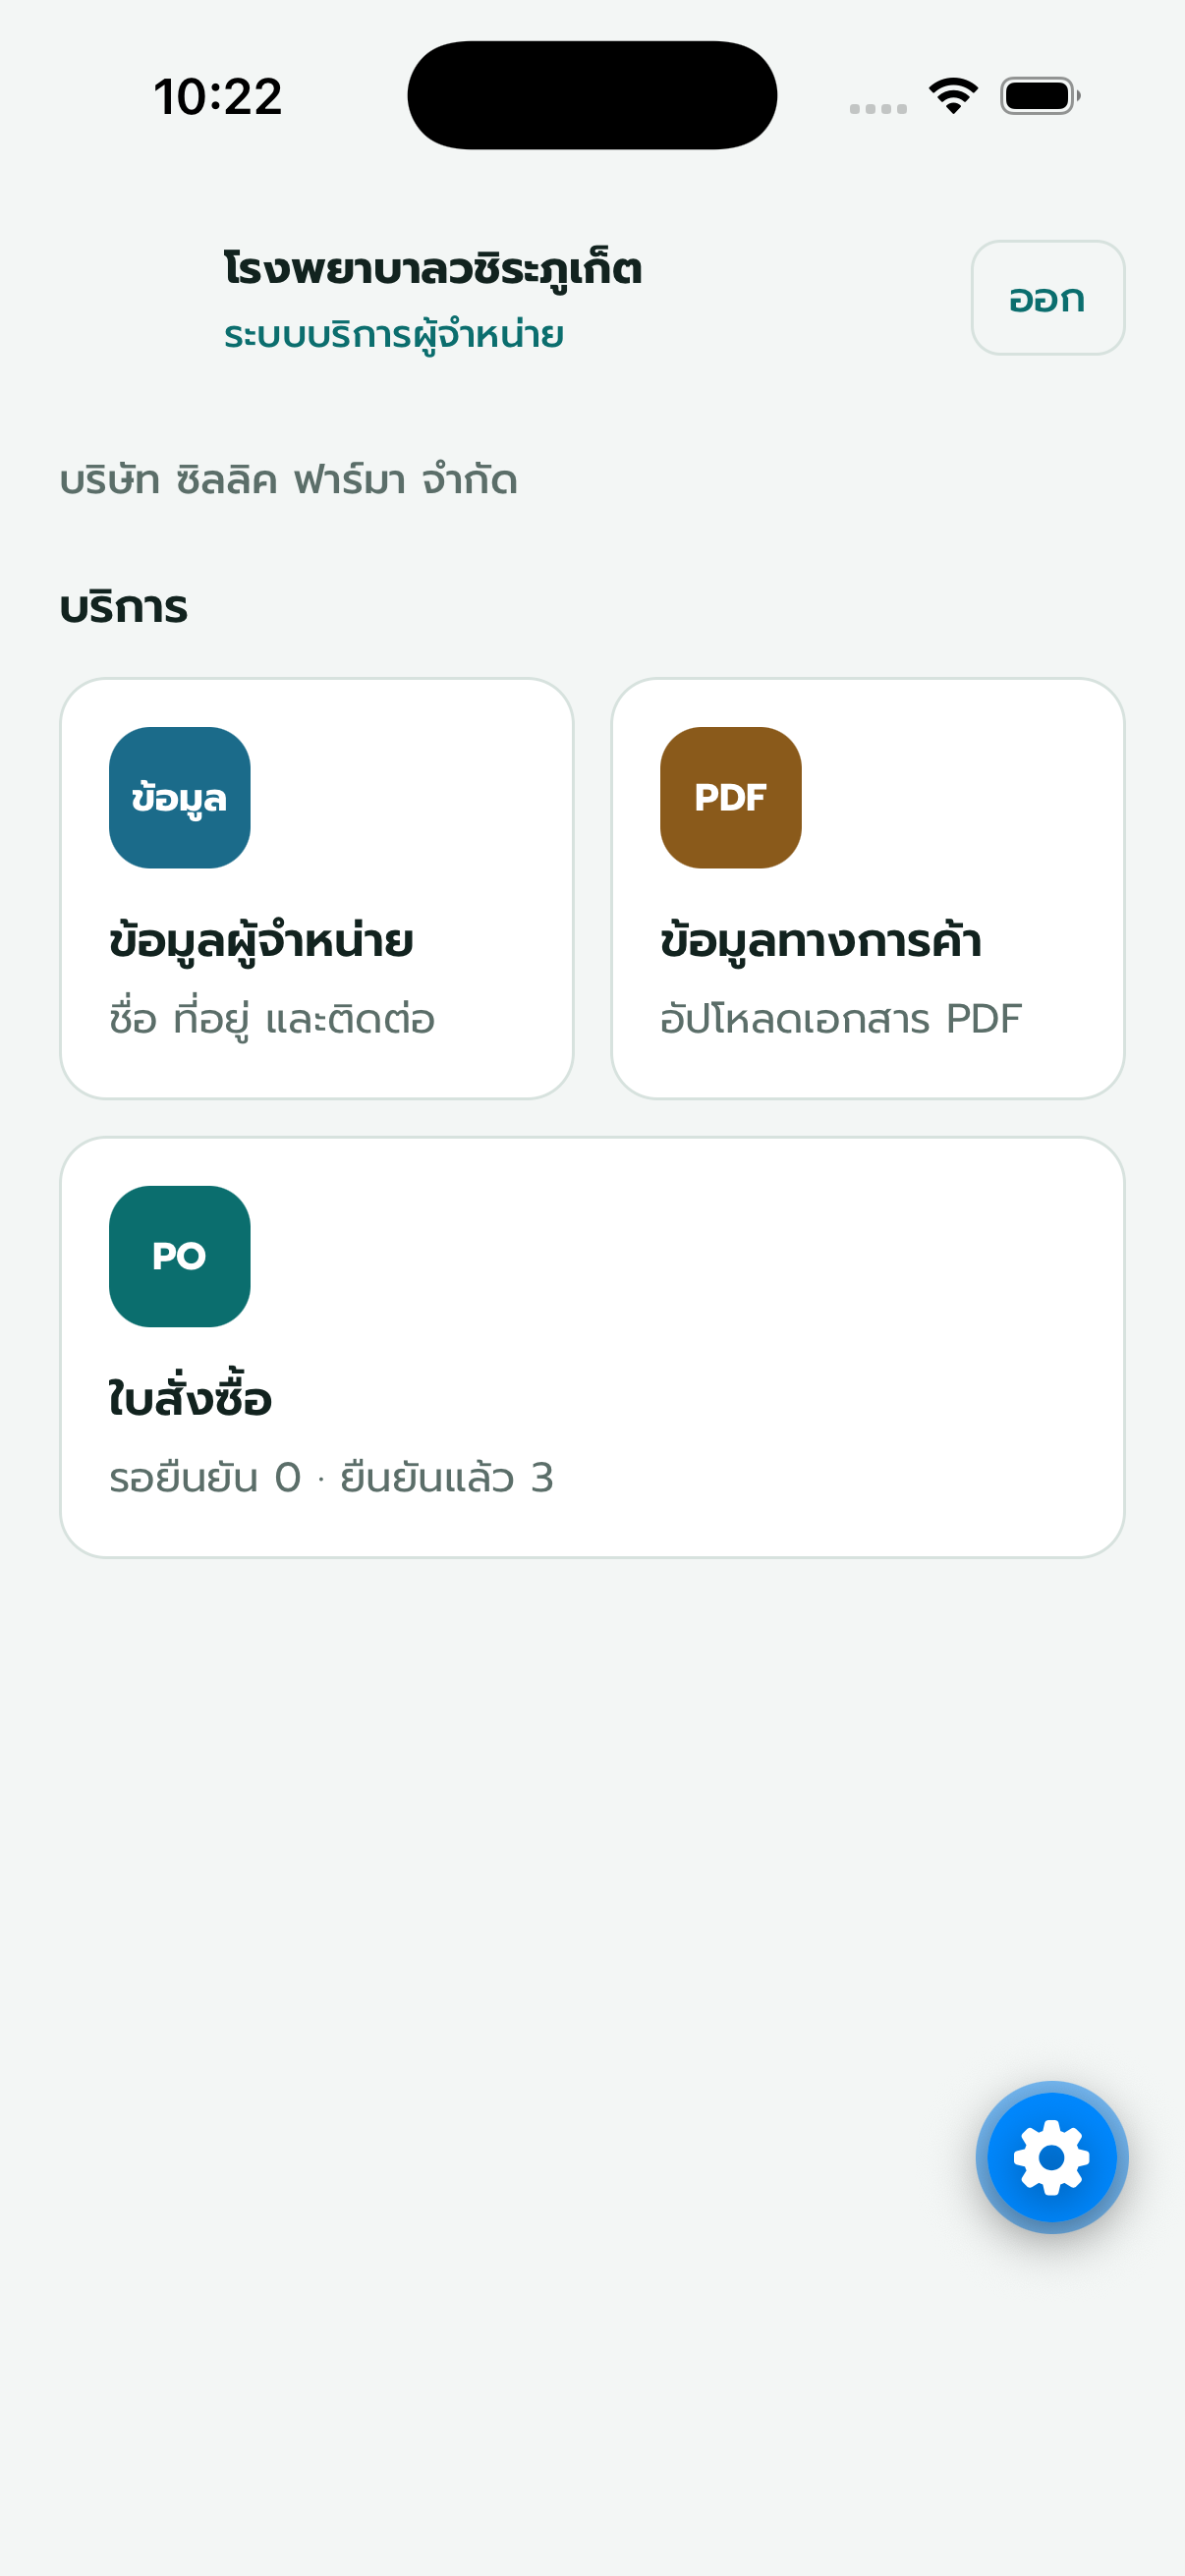 10:22
โรงพยาบาลวชิระภูเก็ต
ระบบบริการผู้จำหน่าย
ออก
บริษัท ซิลลิค ฟาร์มา จำกัด
บริการ
ข้อมูล
ข้อมูลผู้จำหน่าย
ชื่อ ที่อยู่ และติดต่อ
PDF
ข้อมูลทางการค้า
อัปโหลดเอกสาร PDF
PO
ใบสั่งซื้อ
รอยืนยัน 0 · ยืนยันแล้ว 3